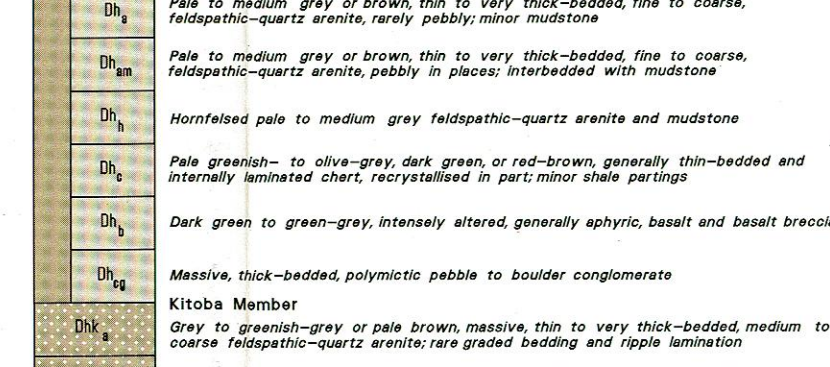 Dh a
Pale to medium grey or brown, thin to very thick-bedded, fine to coarse,
feldspathic-quartz arenite, rarely pebbly; minor mudstone
Dh am
Pale to medium grey or brown, thin to very thick-bedded, fine to coarse,
feldspathic-quartz arenite, pebbly in places; interbedded with mudstone
Dh h
Hornfelsed pale to medium grey feldspathic-quartz arenite and mudstone
Dh c
Pale greenish- to olive-grey, dark green, or red-brown, generally thin-bedded and
internally laminated chert, recrystallised in part; minor shale partings
Dh b
Dark green to green-grey, intensely altered, generally aphyric, basalt and basalt breccia
Dh cg
Massive, thick-bedded, polymictic pebble to boulder conglomerate
Kitoba Member
Dhk a
Grey to greenish-grey or pale brown, massive, thin to very thick-bedded, medium to
coarse feldspathic-quartz arenite; rare graded bedding and ripple lamination